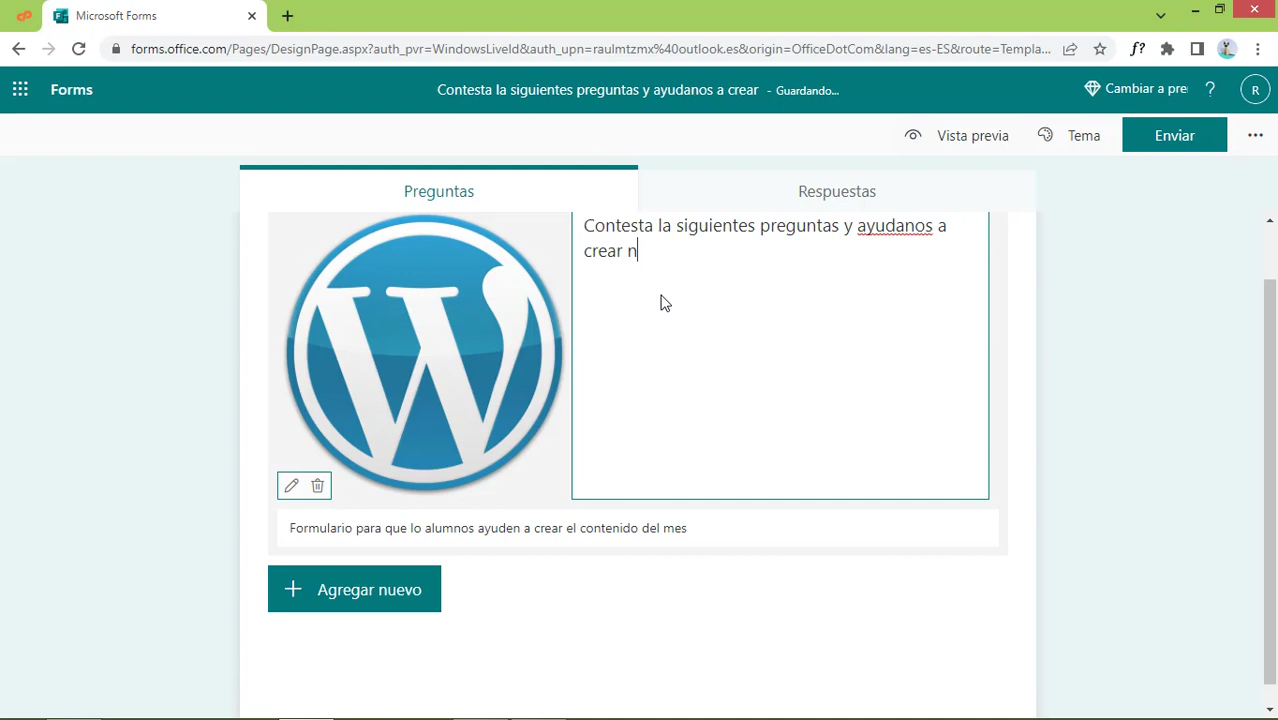 Microsoft Forms
forms.office.com/Pages/DesignPage.aspx?auth_pvr=WindowsLiveId&auth_upn=raulmtzmx%40outlook.es&origin=OfficeDotCom&lang=es-ES&route=Templa...
f?
Forms
Contesta la siguientes preguntas y ayudanos a crear - Guardando...
Cambiar a pre
?
R
Vista previa
Tema
Enviar
Preguntas
Respuestas
Contesta la siguientes preguntas y ayudanos a
crear n
W
Formulario para que lo alumnos ayuden a crear el contenido del mes
Agregar nuevo